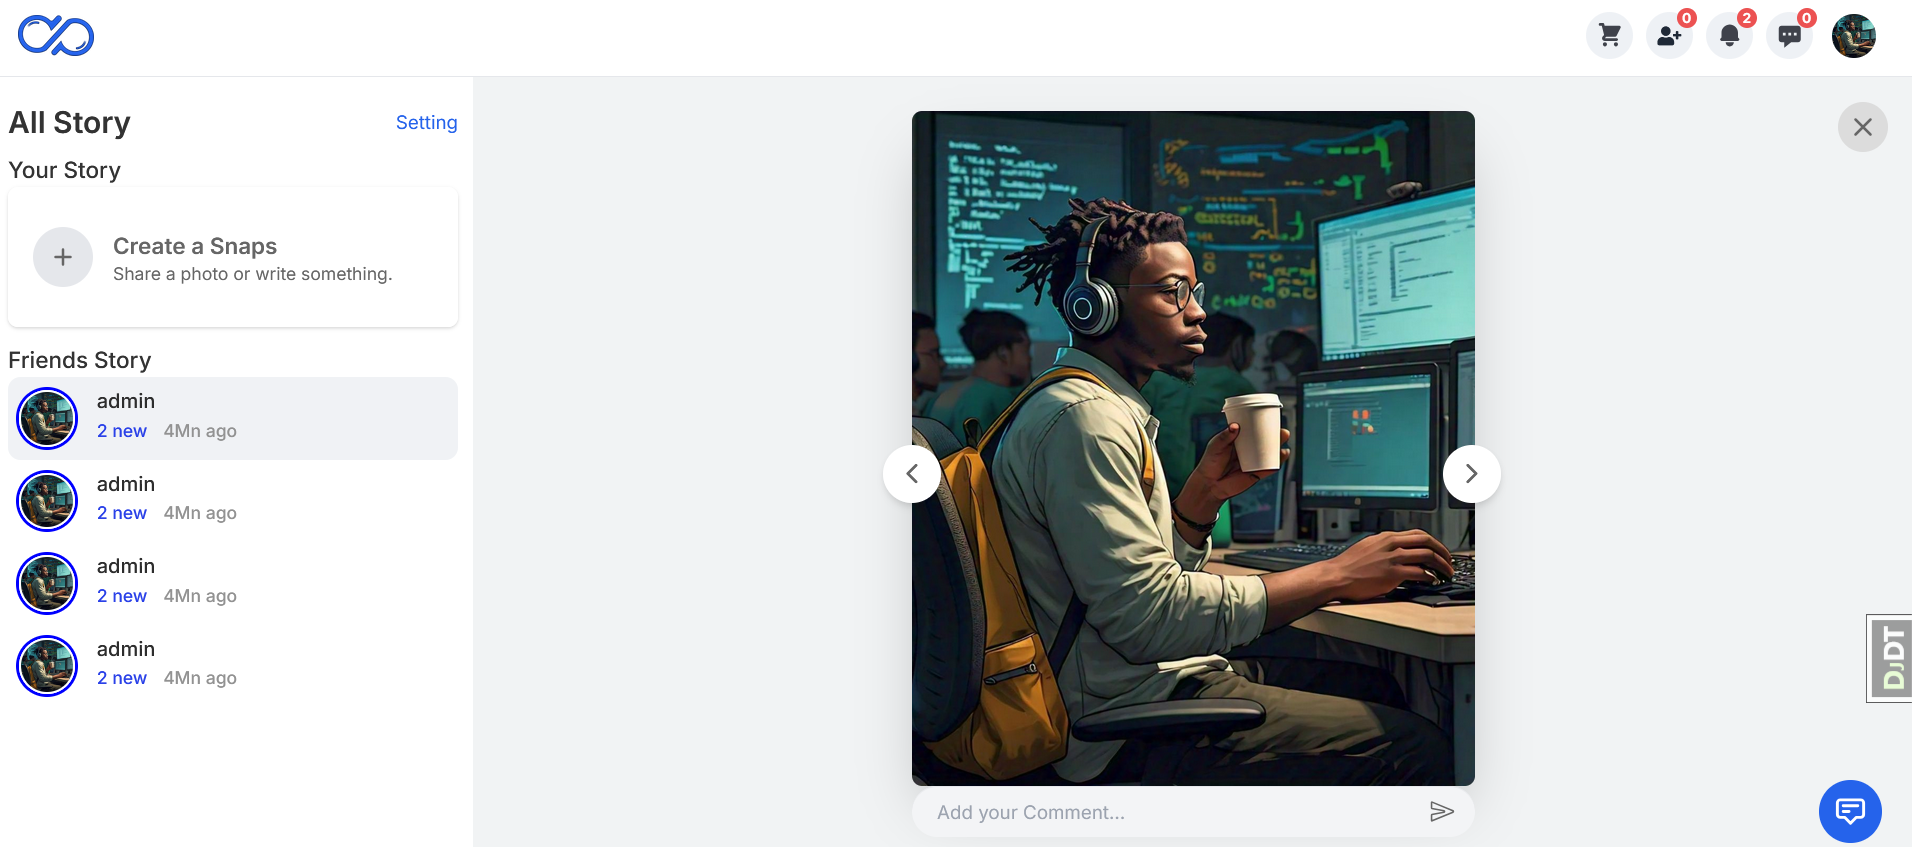 0
2
0
All Story
Setting
Your Story
Create a Snaps
Share a photo or write something.
Friends Story
admin
2 new 4Mn ago
admin
2 new 4Mn ago
admin
2 new 4Mn ago
admin
2 new 4Mn ago
Add your Comment...
DjDT